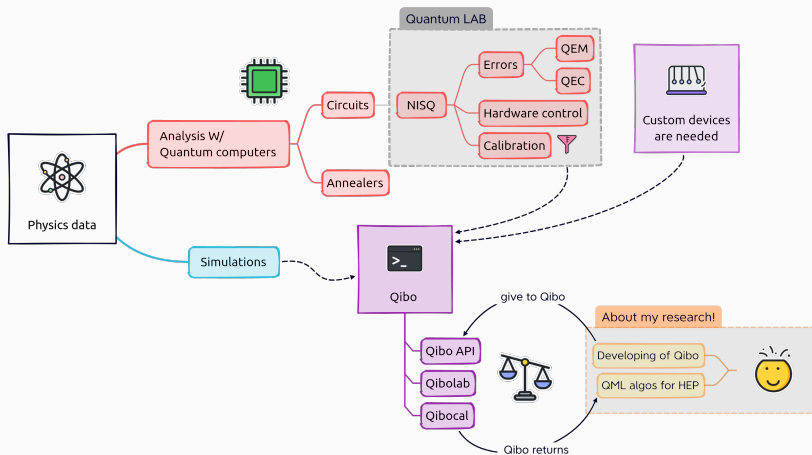 Quantum LAB
QEM
Errors
QEC
Circuits
NISQ
Hardware control
Calibration
Custom devices
are needed
Analysis W/
Quantum computers
Annealers
Physics data
Simulations
>_
Qibo
give to Qibo
About my research!
Qibo API
Developing of Qibo
Qibolab
QML algos for HEP
Qibocal
Qibo returns